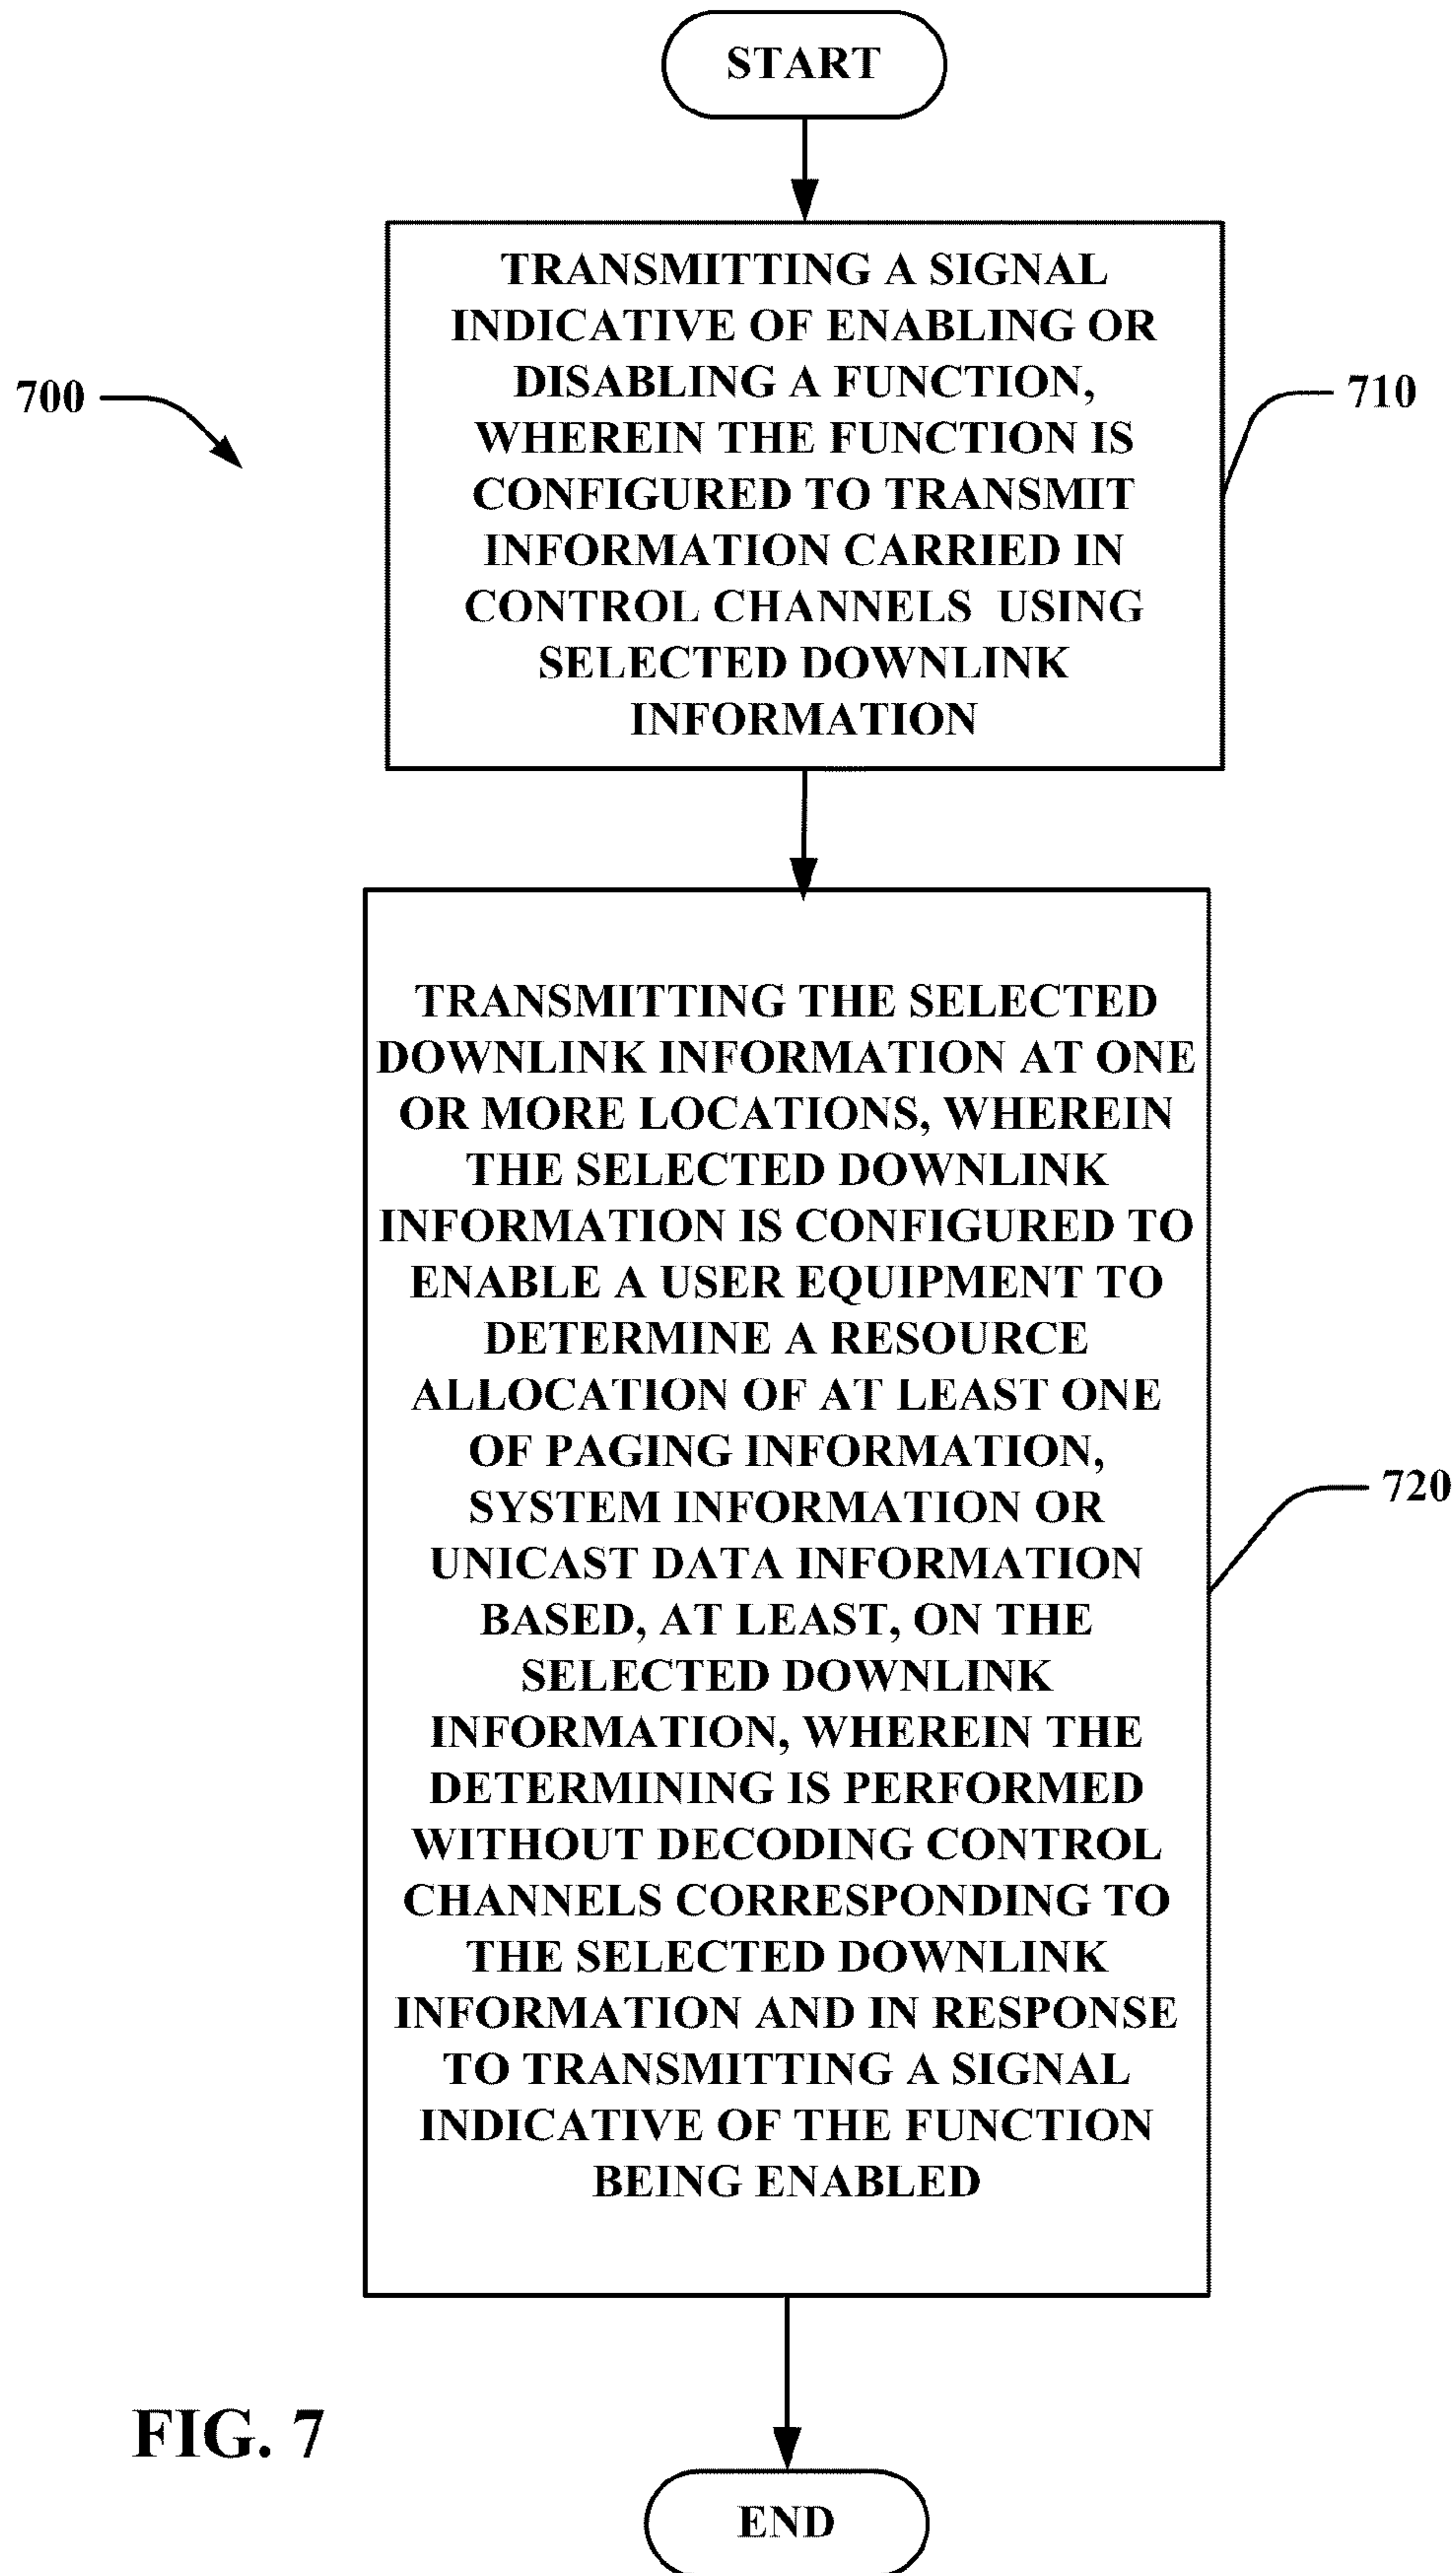 START
TRANSMITTING A SIGNAL
INDICATIVE OF ENABLING OR
DISABLING A FUNCTION,
WHEREIN THE FUNCTION IS
CONFIGURED TO TRANSMIT
INFORMATION CARRIED IN
CONTROL CHANNELS USING
SELECTED DOWNLINK
INFORMATION
700
710
TRANSMITTING THE SELECTED
DOWNLINK INFORMATION AT ONE
OR MORE LOCATIONS, WHEREIN
THE SELECTED DOWNLINK
INFORMATION IS CONFIGURED TO
ENABLE A USER EQUIPMENT TO
DETERMINE A RESOURCE
ALLOCATION OF AT LEAST ONE
OF PAGING INFORMATION,
SYSTEM INFORMATION OR
UNICAST DATA INFORMATION
BASED, AT LEAST, ON THE
SELECTED DOWNLINK
INFORMATION, WHEREIN THE
DETERMINING IS PERFORMED
WITHOUT DECODING CONTROL
CHANNELS CORRESPONDING TO
THE SELECTED DOWNLINK
INFORMATION AND IN RESPONSE
TO TRANSMITTING A SIGNAL
INDICATIVE OF THE FUNCTION
BEING ENABLED
720
FIG. 7
END